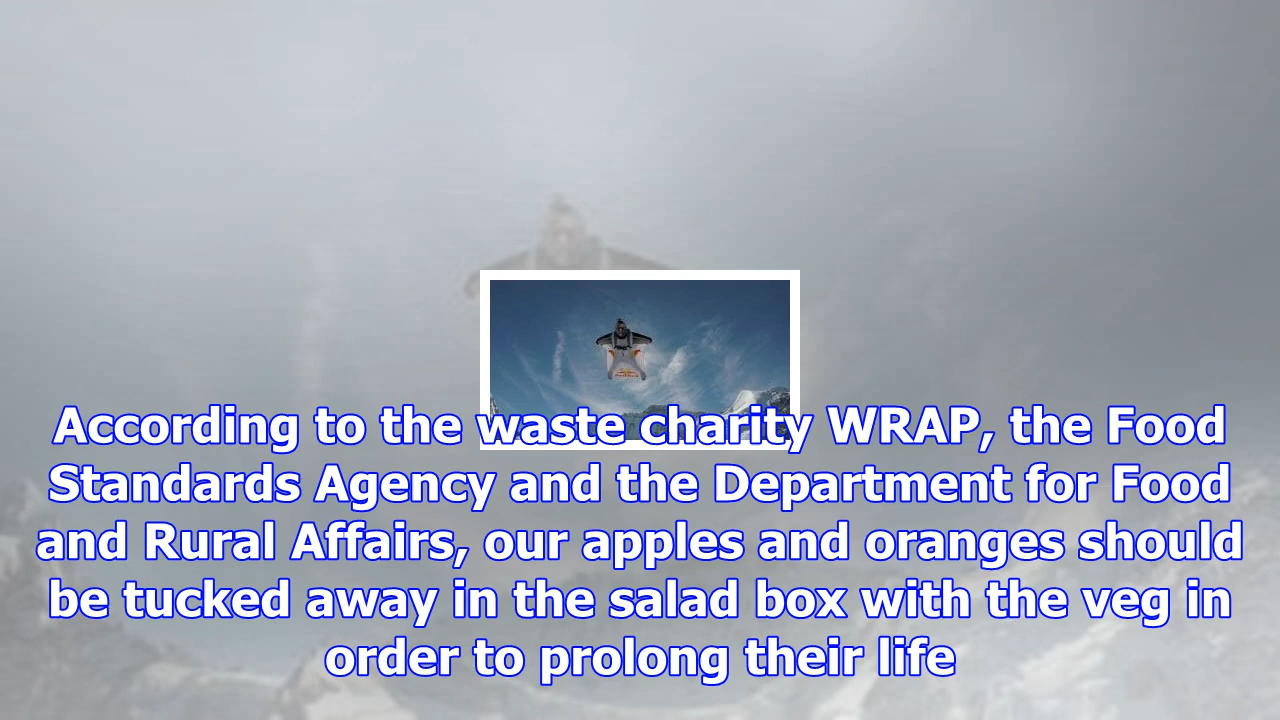 According to the waste charity WRAP, the Food
Standards Agency and the Department for Food
and Rural Affairs, our apples and oranges should
be tucked away in the salad box with the veg in
order to prolong their life